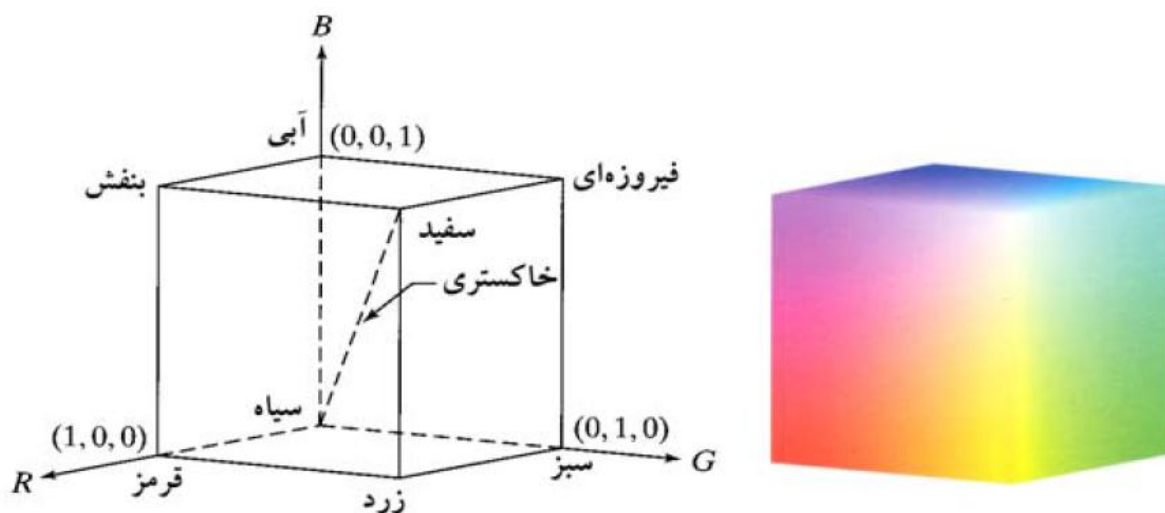 B
آبی
(0, 0, 1)
بنفش
فیروزه‌ای
سفید
خاکستری
سیاه
(1, 0, 0)
(0, 1, 0)
R
قرمز
زرد
سبز
G